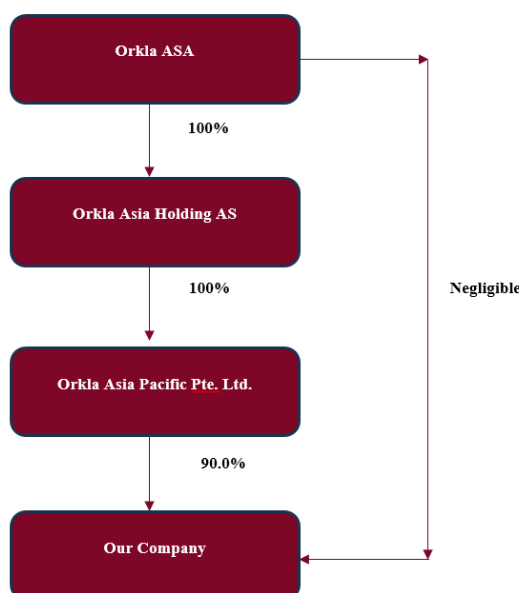 Orkla ASA
100%
Orkla Asia Holding AS
100%
Negligible
Orkla Asia Pacific Pte. Ltd.
90.0%
Our Company